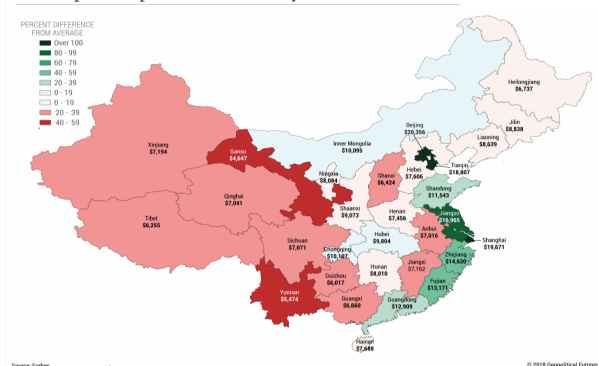 PERCENT DIFFERENCE
FROM AVERAGE
Over 100
80 - 99
60 - 79
40 - 59
20 - 39
0 - 19
0 - 19
20 - 39
40 - 59
Heilongjiang
$6,737
Jilin
$8,838
Liaoning
$8,639
Beijing
$20,356
Tianjin
$18,807
Inner Mongolia
$10,095
Hebei
$7,606
Xinjiang
$7,194
Gansu
$4,647
Ningxia
$8,084
Shanxi
$6,424
Shandong
$11,543
Qinghai
$7,041
Shaanxi
$9,073
Henan
$7,456
Jiangsu
$16,965
Tibet
$6,255
Anhui
$7,016
Shanghai
$19,671
Sichuan
$7,071
Chongqing
$10,107
Hubei
$9,804
Zhejiang
$14,630
Guizhou
$6,017
Hunan
$8,010
Jiangxi
$7,162
Fujian
$13,171
Yunnan
$5,474
Guangxi
$6,660
Guangdong
$12,909
Hainan
$7,688
Source: Forbes
© 2018 Geopolitical Futures